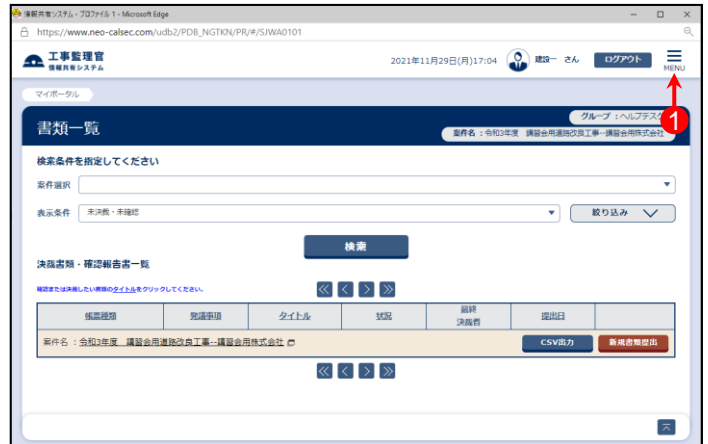 情報共有システム - プロファイル 1 - Microsoft Edge
https://www.neo-calsec.com/udb2/PDB_NGTKN/PR/#/SJWA0101
工事監理官
情報共有システム
2021年11月29日(月)17:04
建設一 さん
ログアウト
MENU
1
マイポータル
書類一覧
グループ：ヘルプデスク
案件名：令和3年度 講習会用道路改良工事--講習会用株式会社
検索条件を指定してください
案件選択
表示条件 未決裁・未確認
絞り込み
検索
決裁書類・確認報告書一覧
確認または決裁したい書類のタイトルをクリックしてください。
帳票種類 発議事項 タイトル 状況 最終決裁者 提出日
案件名：令和3年度 講習会用道路改良工事--講習会用株式会社
CSV出力
新規書類提出